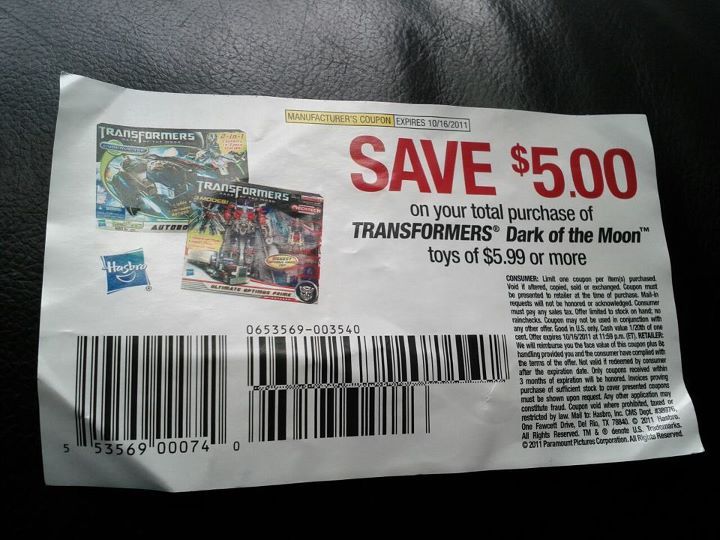 MANUFACTURER'S COUPON EXPIRES 10/16/2011
SAVE $5.00
on your total purchase of
TRANSFORMERS® Dark of the Moon™
toys of $5.99 or more
TRANSFORMERS
2-in-1
AUTOBO
TRANSFORMERS
3 MODES!
MECHTECH
ULTIMATE OPTIMUS PRIME
Hasbro
®
CONSUMER: Limit one coupon per item(s) purchased.
Void if altered, copied, sold or exchanged. Coupon must
be presented to retailer at the time of purchase. Mail-in
requests will not be honored or acknowledged. Consumer
must pay any sales tax. Offer limited to stock on hand; no
rainchecks. Coupon may not be used in conjunction with
any other offer. Good in U.S. only. Cash value 1/20th of one
cent. Offer expires 10/16/2011 at 11:59 p.m. (ET). RETAILER:
We will reimburse you the face value of this coupon plus 8¢
handling provided you and the consumer have complied with
the terms of the offer. Not valid if redeemed by consumer
after the expiration date. Only coupons received within
3 months of expiration will be honored. Invoices proving
purchase of sufficient stock to cover presented coupons
must be shown upon request. Any other application may
constitute fraud. Coupon void where prohibited, taxed or
restricted by law. Mail to: Hasbro, Inc. CMS Dept. #38976,
One Fawcett Drive, Del Rio, TX 78840. © 2011 Hasbro.
All Rights Reserved. TM & ® denote U.S. Trademarks.
© 2011 Paramount Pictures Corporation. All Rights Reserved.
0653569-003540
5 53569 00074 0